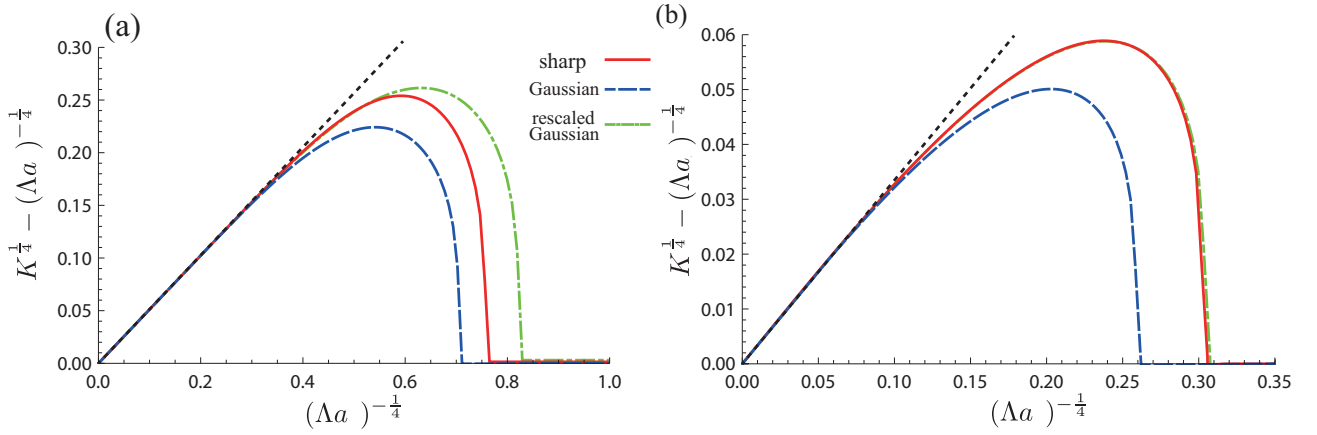 (a)
0.30
0.25
0.20
0.15
0.10
0.05
0.00
0.0 0.2 0.4 0.6 0.8 1.0
K^{1/4} − (Λa )^{-1/4}
(Λa )^{-1/4}
sharp
Gaussian
rescaled
Gaussian
(b)
0.06
0.05
0.04
0.03
0.02
0.01
0.00
0.00 0.05 0.10 0.15 0.20 0.25 0.30 0.35
K^{1/4} − (Λa )^{-1/4}
(Λa )^{-1/4}